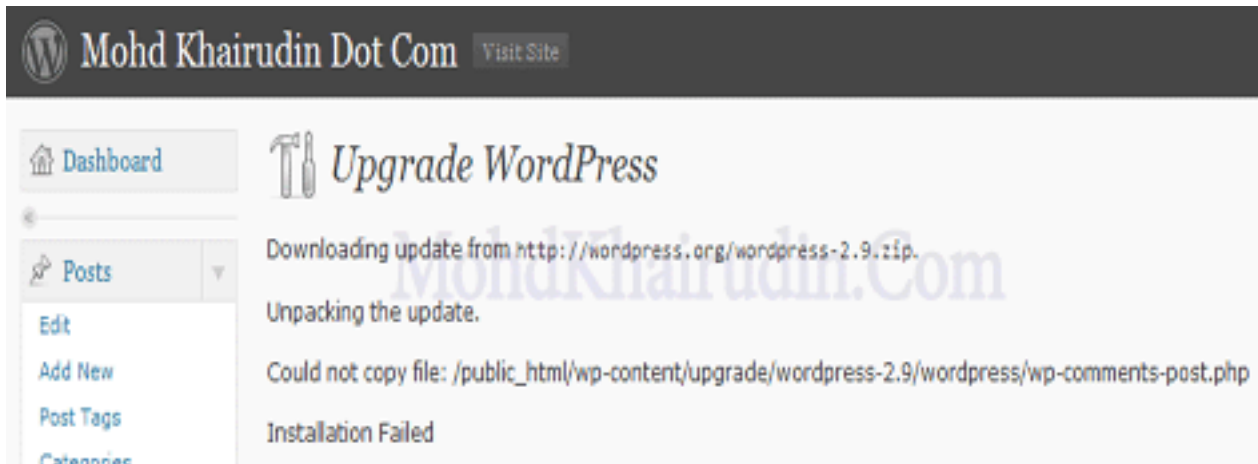 Mohd Khairudin Dot Com Visit Site
Dashboard
Upgrade WordPress
Posts
Edit
Add New
Post Tags
Categories
Downloading update from http://wordpress.org/wordpress-2.9.zip.
Unpacking the update.
Could not copy file: /public_html/wp-content/upgrade/wordpress-2.9/wordpress/wp-comments-post.php
Installation Failed
MohdKhairudin.Com